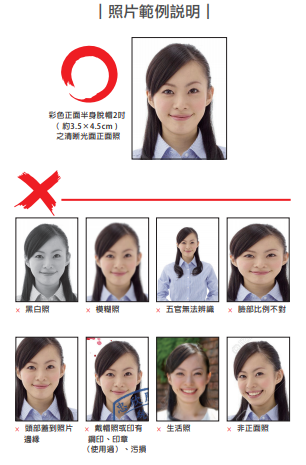 ｜照片範例説明｜
彩色正面半身脫帽2吋
( 約3.5×4.5cm )
之清晰光面正面照
× 黑白照
× 模糊照
× 五官無法辨識
× 臉部比例不對
× 頭部蓋到照片
邊緣
× 戴帽照或印有
鋼印、印章
(使用過)、污損
× 生活照
× 非正面照